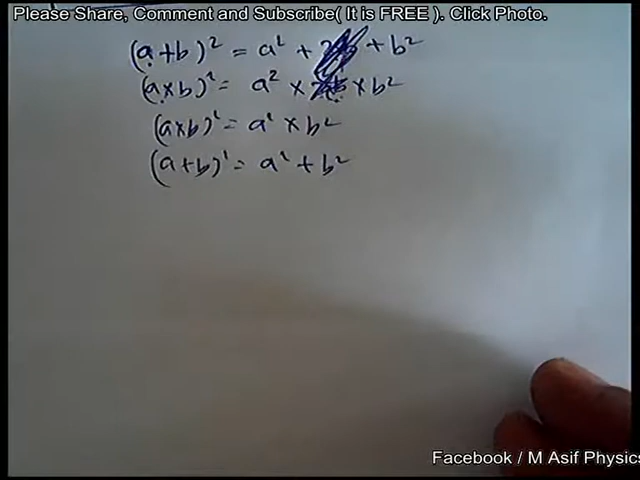 Please Share, Comment and Subscribe( It is FREE ). Click Photo.
(a+b)² = a² + + b²
(a×b)² = a² × × b²
(a×b)² = a² × b²
(a+b)² = a² + b²
Facebook / M Asif Physics